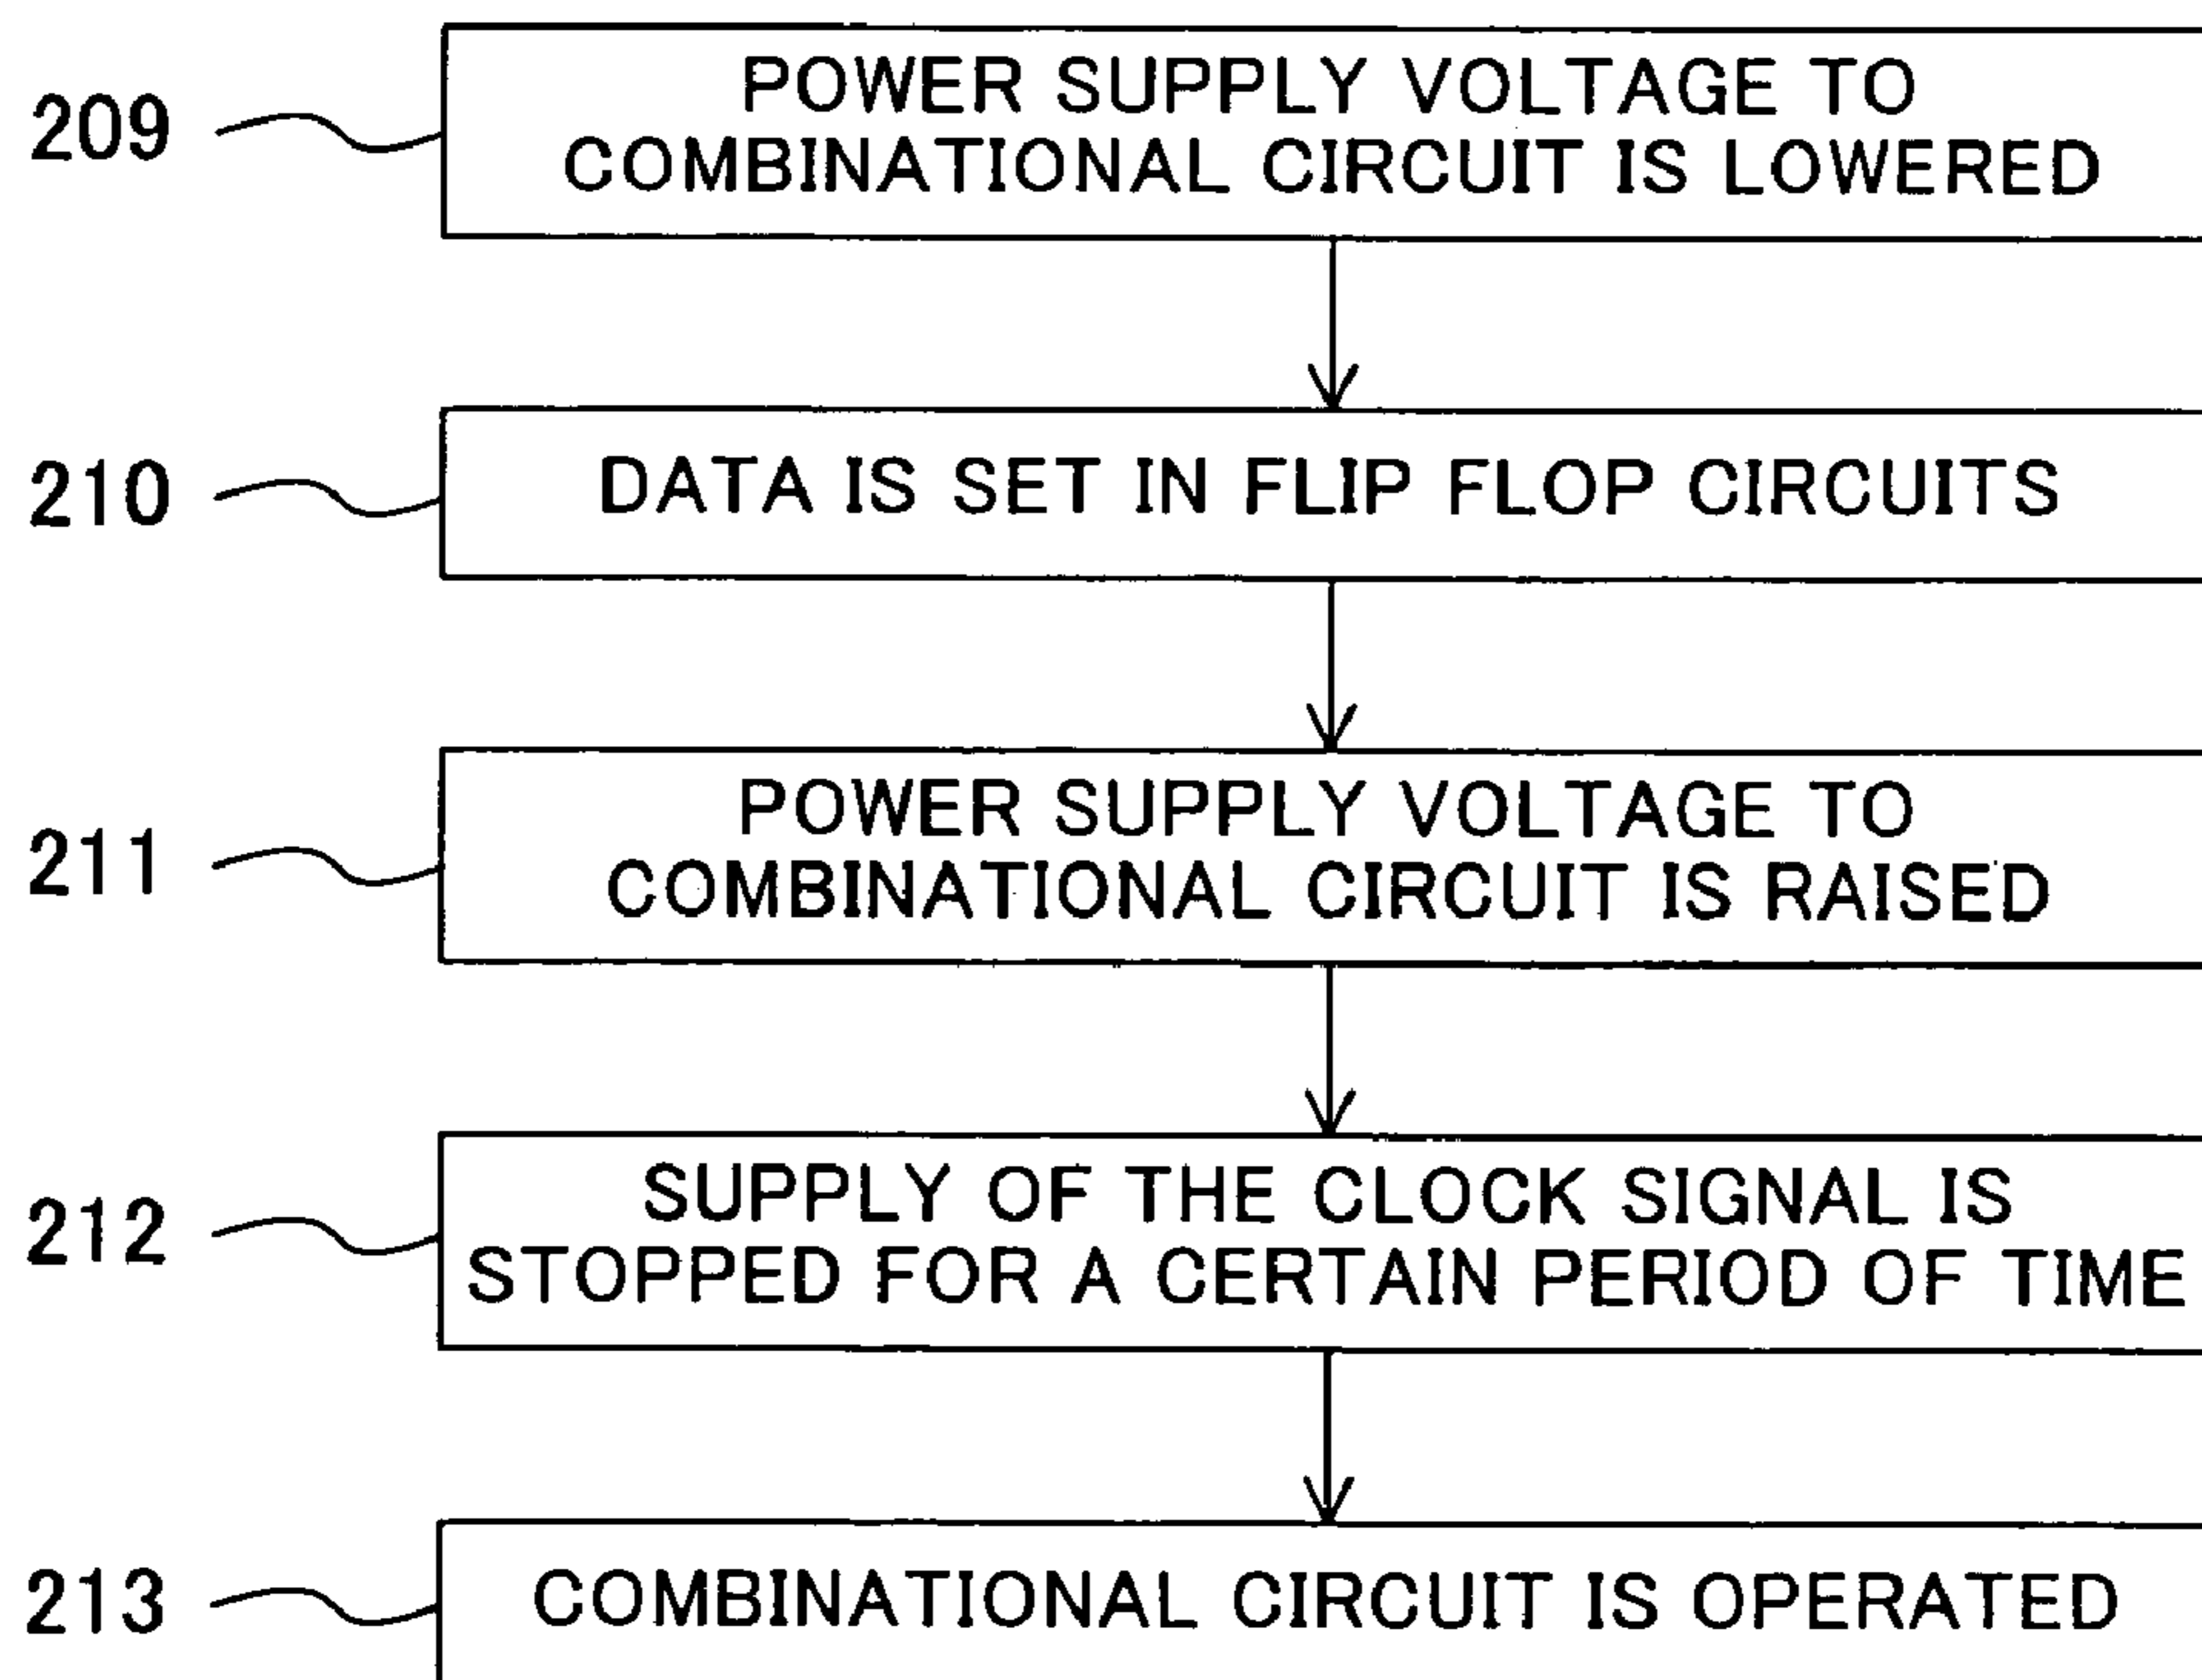 209
POWER SUPPLY VOLTAGE TO
COMBINATIONAL CIRCUIT IS LOWERED
210
DATA IS SET IN FLIP FLOP CIRCUITS
211
POWER SUPPLY VOLTAGE TO
COMBINATIONAL CIRCUIT IS RAISED
212
SUPPLY OF THE CLOCK SIGNAL IS
STOPPED FOR A CERTAIN PERIOD OF TIME
213
COMBINATIONAL CIRCUIT IS OPERATED